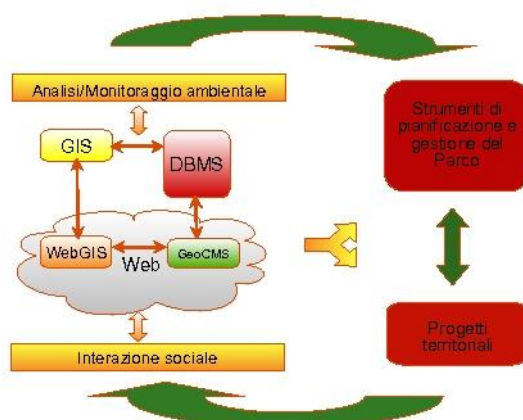 Analisi/Monitoraggio ambientale
GIS
DBMS
WebGIS
Web
GeoCMS
Interazione sociale
Strumenti di
pianificazione e
gestione del
Parco
Progetti
territoriali